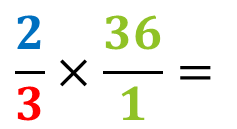 2/3 × 36/1 =